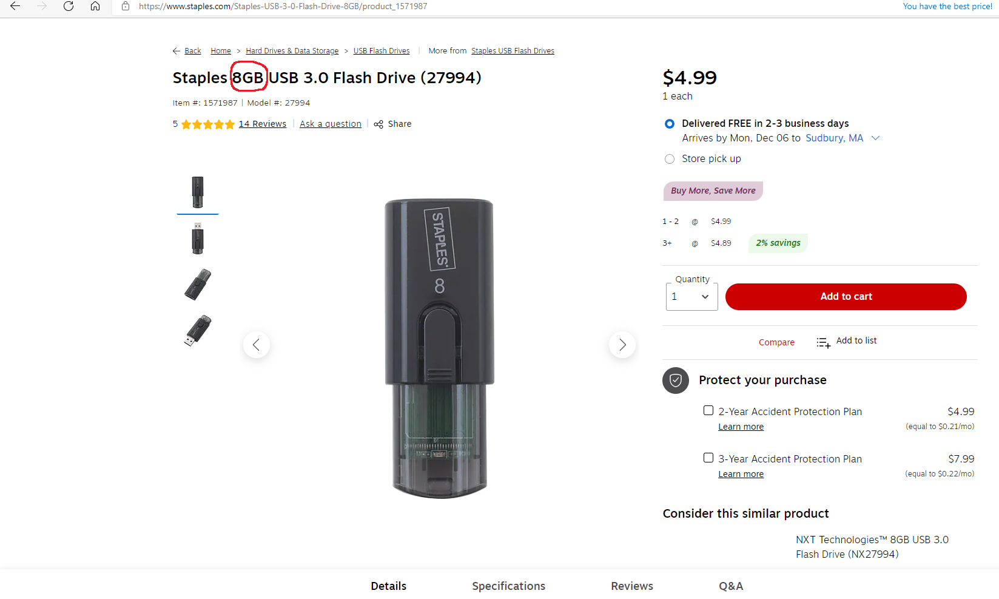 https://www.staples.com/Staples-USB-3-0-Flash-Drive-8GB/product_1571987
You have the best price!
Back Home > Hard Drives & Data Storage > USB Flash Drives | More from Staples USB Flash Drives
Staples 8GB USB 3.0 Flash Drive (27994)
Item #: 1571987 | Model #: 27994
5 14 Reviews | Ask a question | Share
STAPLES
8
$4.99
1 each
Delivered FREE in 2-3 business days
Arrives by Mon, Dec 06 to Sudbury, MA
Store pick up
Buy More, Save More
1 - 2 @ $4.99
3+ @ $4.89 2% savings
Quantity
1 Add to cart
Compare Add to list
Protect your purchase
2-Year Accident Protection Plan $4.99
Learn more (equal to $0.21/mo)
3-Year Accident Protection Plan $7.99
Learn more (equal to $0.22/mo)
Consider this similar product
NXT Technologies™ 8GB USB 3.0
Flash Drive (NX27994)
Details Specifications Reviews Q&A